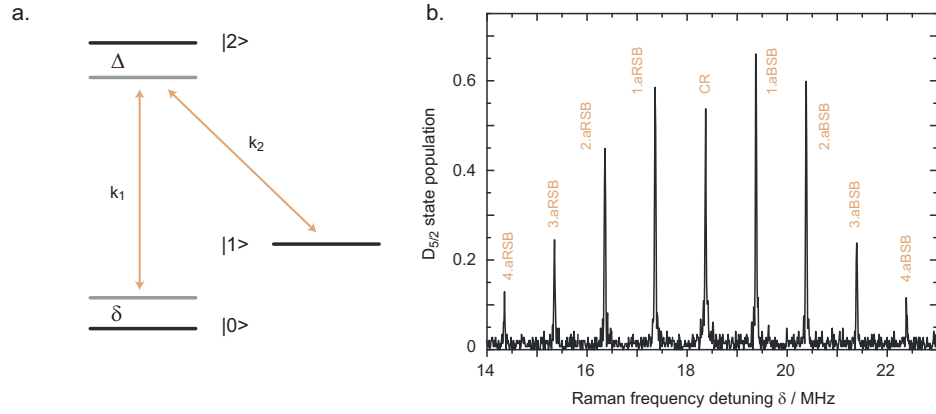 a.
|2>
Δ
k1
k2
|1>
δ
|0>
b.
D5/2 state population
0.6
0.4
0.2
0
4.aRSB
3.aRSB
2.aRSB
1.aRSB
CR
1.aBSB
2.aBSB
3.aBSB
4.aBSB
14 16 18 20 22
Raman frequency detuning δ / MHz